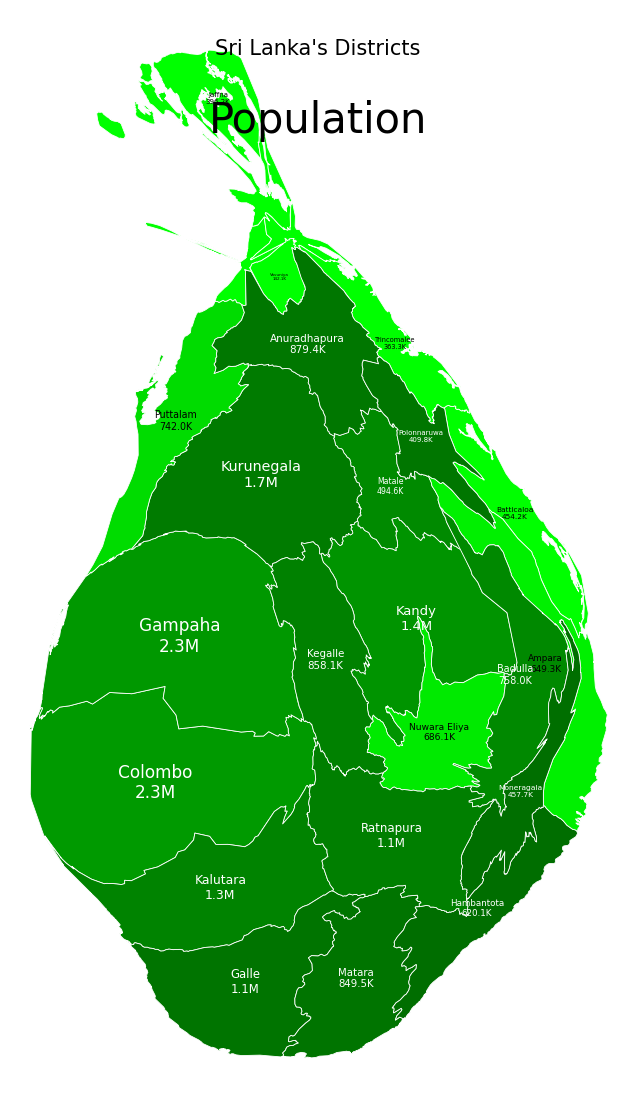 Sri Lanka's Districts
Jaffna
Population
Vavuniya
Anuradhapura
879.4K
Trincomalee
363.3K
Puttalam
742.0K
Polonnaruwa
409.8K
Kurunegala
1.7M
Matale
494.6K
Batticaloa
454.2K
Gampaha
2.3M
Kandy
1.4M
Kegalle
858.1K
Ampara
649.3K
Badulla
758.0K
Nuwara Eliya
686.1K
Colombo
2.3M
Moneragala
457.7K
Ratnapura
1.1M
Kalutara
1.3M
Hambantota
620.1K
Galle
1.1M
Matara
849.5K